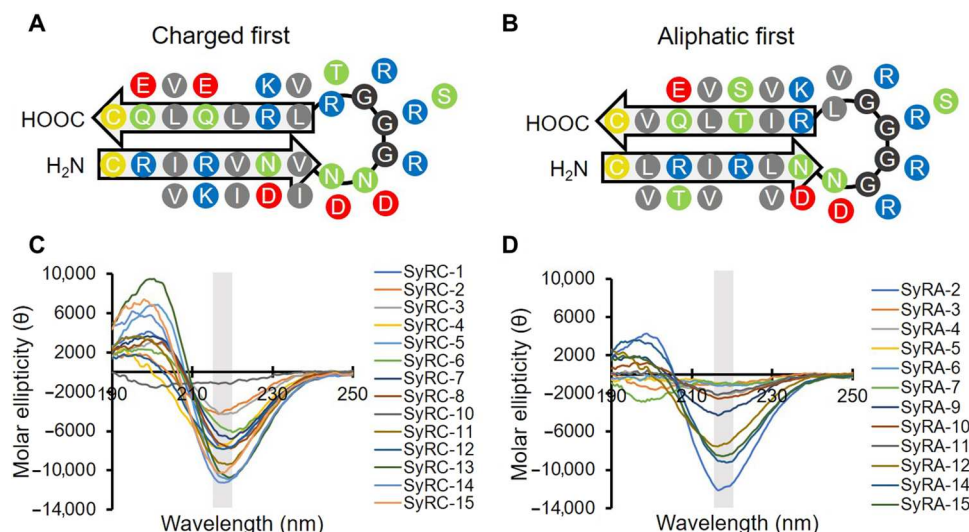 A
Charged first
E V E K V T R
HOOC C Q L Q L R L R G R S
G
H₂N C R I R V N V N N G R
V K I D I D D
B
Aliphatic first
E V S V K V R
HOOC C V Q L T I R L G R S
G
H₂N C L R I R L N N G R
V T V V D D R
C
10,000
6000
2000
−2000
−6000
−10,000
−14,000
190
210
230
250
Molar ellipticity (θ)
Wavelength (nm)
SyRC-1
SyRC-2
SyRC-3
SyRC-4
SyRC-5
SyRC-6
SyRC-7
SyRC-8
SyRC-10
SyRC-11
SyRC-12
SyRC-13
SyRC-14
SyRC-15
D
10,000
6000
2000
−2000
−6000
−10,000
−14,000
190
210
230
250
Molar ellipticity (θ)
Wavelength (nm)
SyRA-2
SyRA-3
SyRA-4
SyRA-5
SyRA-6
SyRA-7
SyRA-9
SyRA-10
SyRA-11
SyRA-12
SyRA-14
SyRA-15